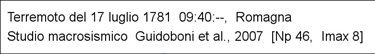 Terremoto del 17 luglio 1781 09:40:--, Romagna
Studio macrosismico Guidoboni et al., 2007 [Np 46, Imax 8]